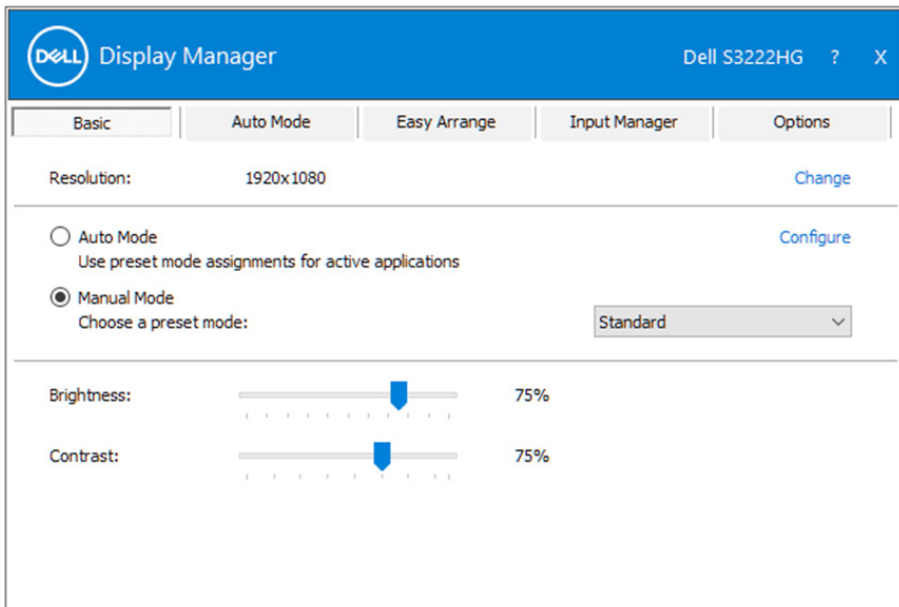 DELL Display Manager Dell S3222HG ? X
Basic Auto Mode Easy Arrange Input Manager Options
Resolution: 1920x1080 Change
Auto Mode Configure
Use preset mode assignments for active applications
Manual Mode
Choose a preset mode: Standard
Brightness: 75%
Contrast: 75%